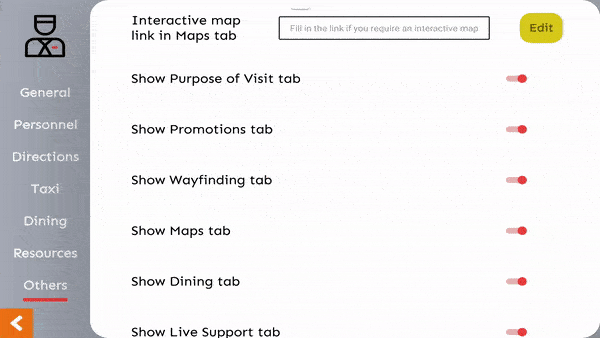 Interactive map
link in Maps tab
Fill in the link if you require an interactive map
Edit
Show Purpose of Visit tab
Show Promotions tab
Show Wayfinding tab
Show Maps tab
Show Dining tab
Show Live Support tab
General
Personnel
Directions
Taxi
Dining
Resources
Others